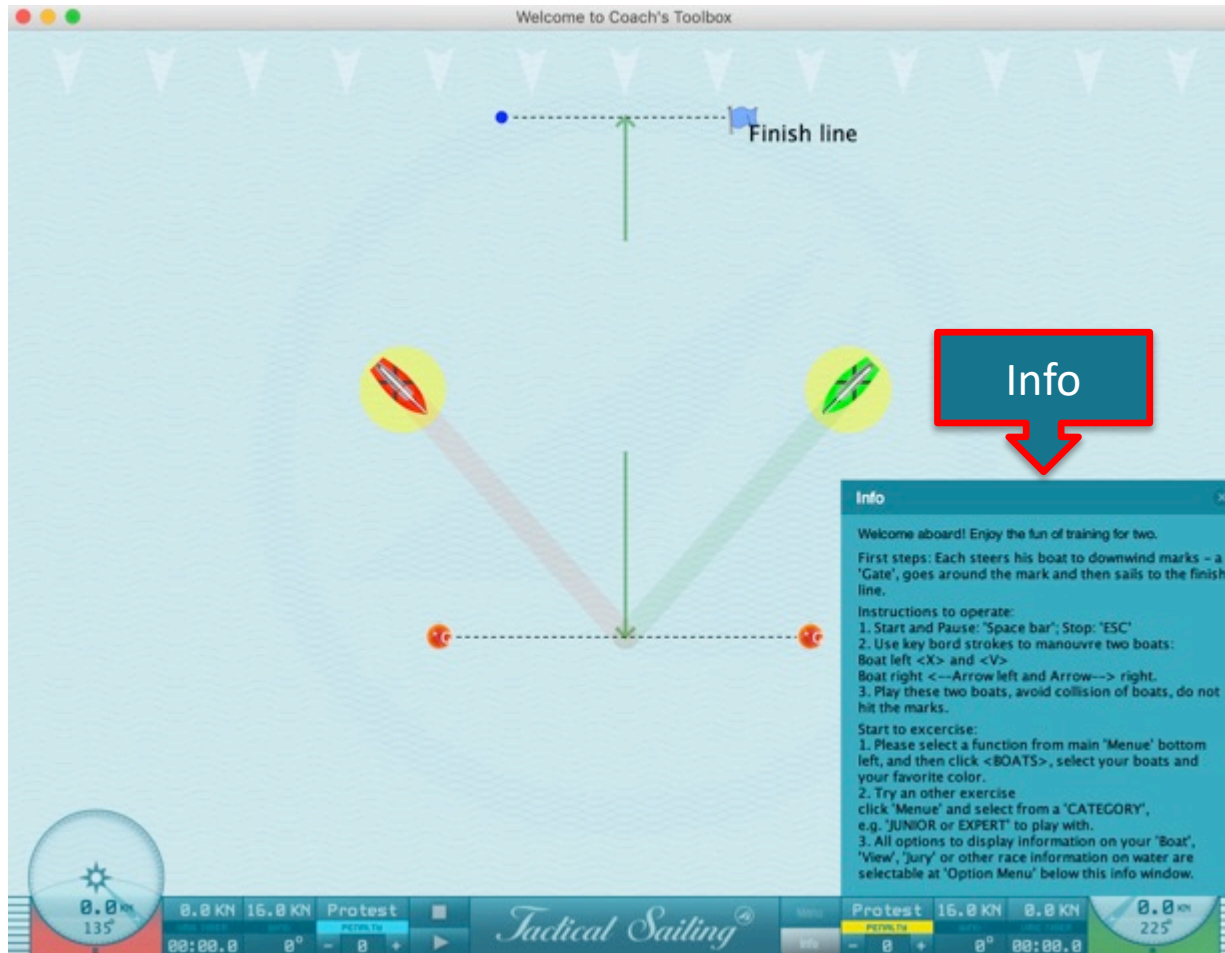 Welcome to Coach's Toolbox
Finish line
Info
Info
Welcome aboard! Enjoy the fun of training for two.
First steps: Each steers his boat to downwind marks – a
'Gate', goes around the mark and then sails to the finish
line.
Instructions to operate:
1. Start and Pause: 'Space bar'; Stop: 'ESC'
2. Use key bord strokes to manouvre two boats:
Boat left <X> and <V>
Boat right <--Arrow left and Arrow--> right.
3. Play these two boats, avoid collision of boats, do not
hit the marks.
Start to excercise:
1. Please select a function from main 'Menue' bottom
left, and then click <BOATS>, select your boats and
your favorite color.
2. Try an other exercise
click 'Menue' and select from a 'CATEGORY',
e.g. 'JUNIOR or EXPERT' to play with.
3. All options to display information on your 'Boat',
'View', 'Jury' or other race information on water are
selectable at 'Option Menu' below this info window.
0.0 KN
135°
0.0 KN 16.0 KN Protest
WIND PENALTY
00:00.0 0° - 0 +
Tactical Sailing
Menu
Info
Protest 16.0 KN 0.0 KN
PENALTY WIND
- 0 + 0° 00:00.0
0.0 KN
225°